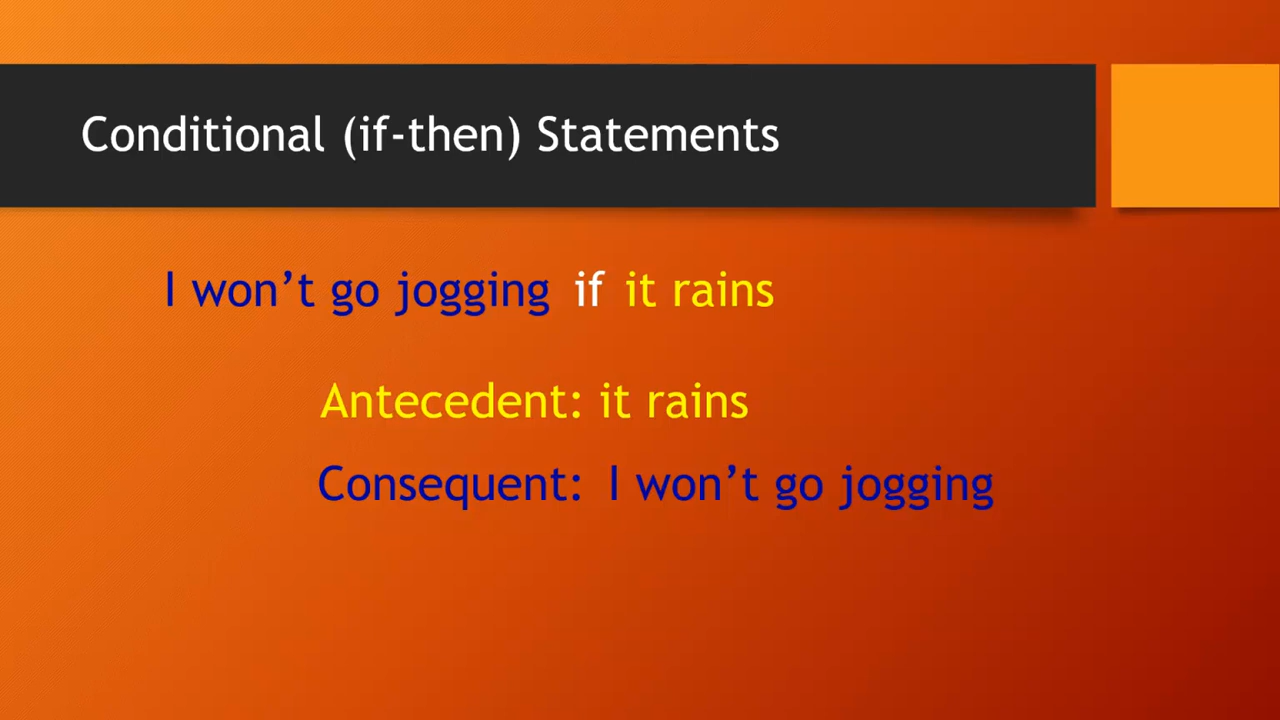 Conditional (if-then) Statements
I won’t go jogging if it rains
Antecedent: it rains
Consequent: I won’t go jogging